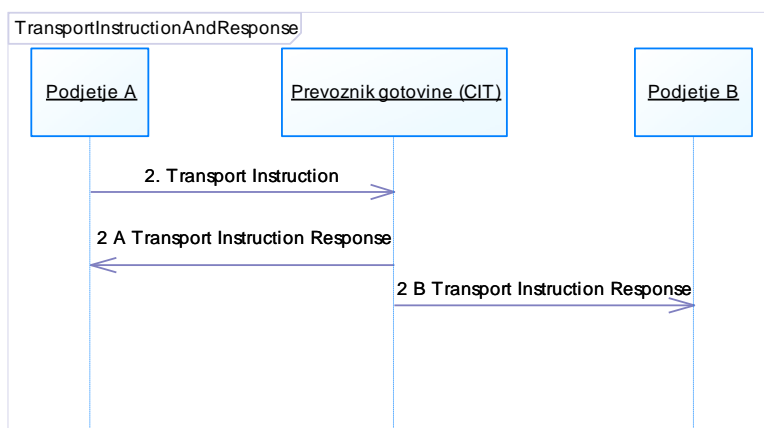 TransportInstructionAndResponse
Podjetje A
Prevoznik gotovine (CIT)
Podjetje B
2. Transport Instruction
2 A Transport Instruction Response
2 B Transport Instruction Response